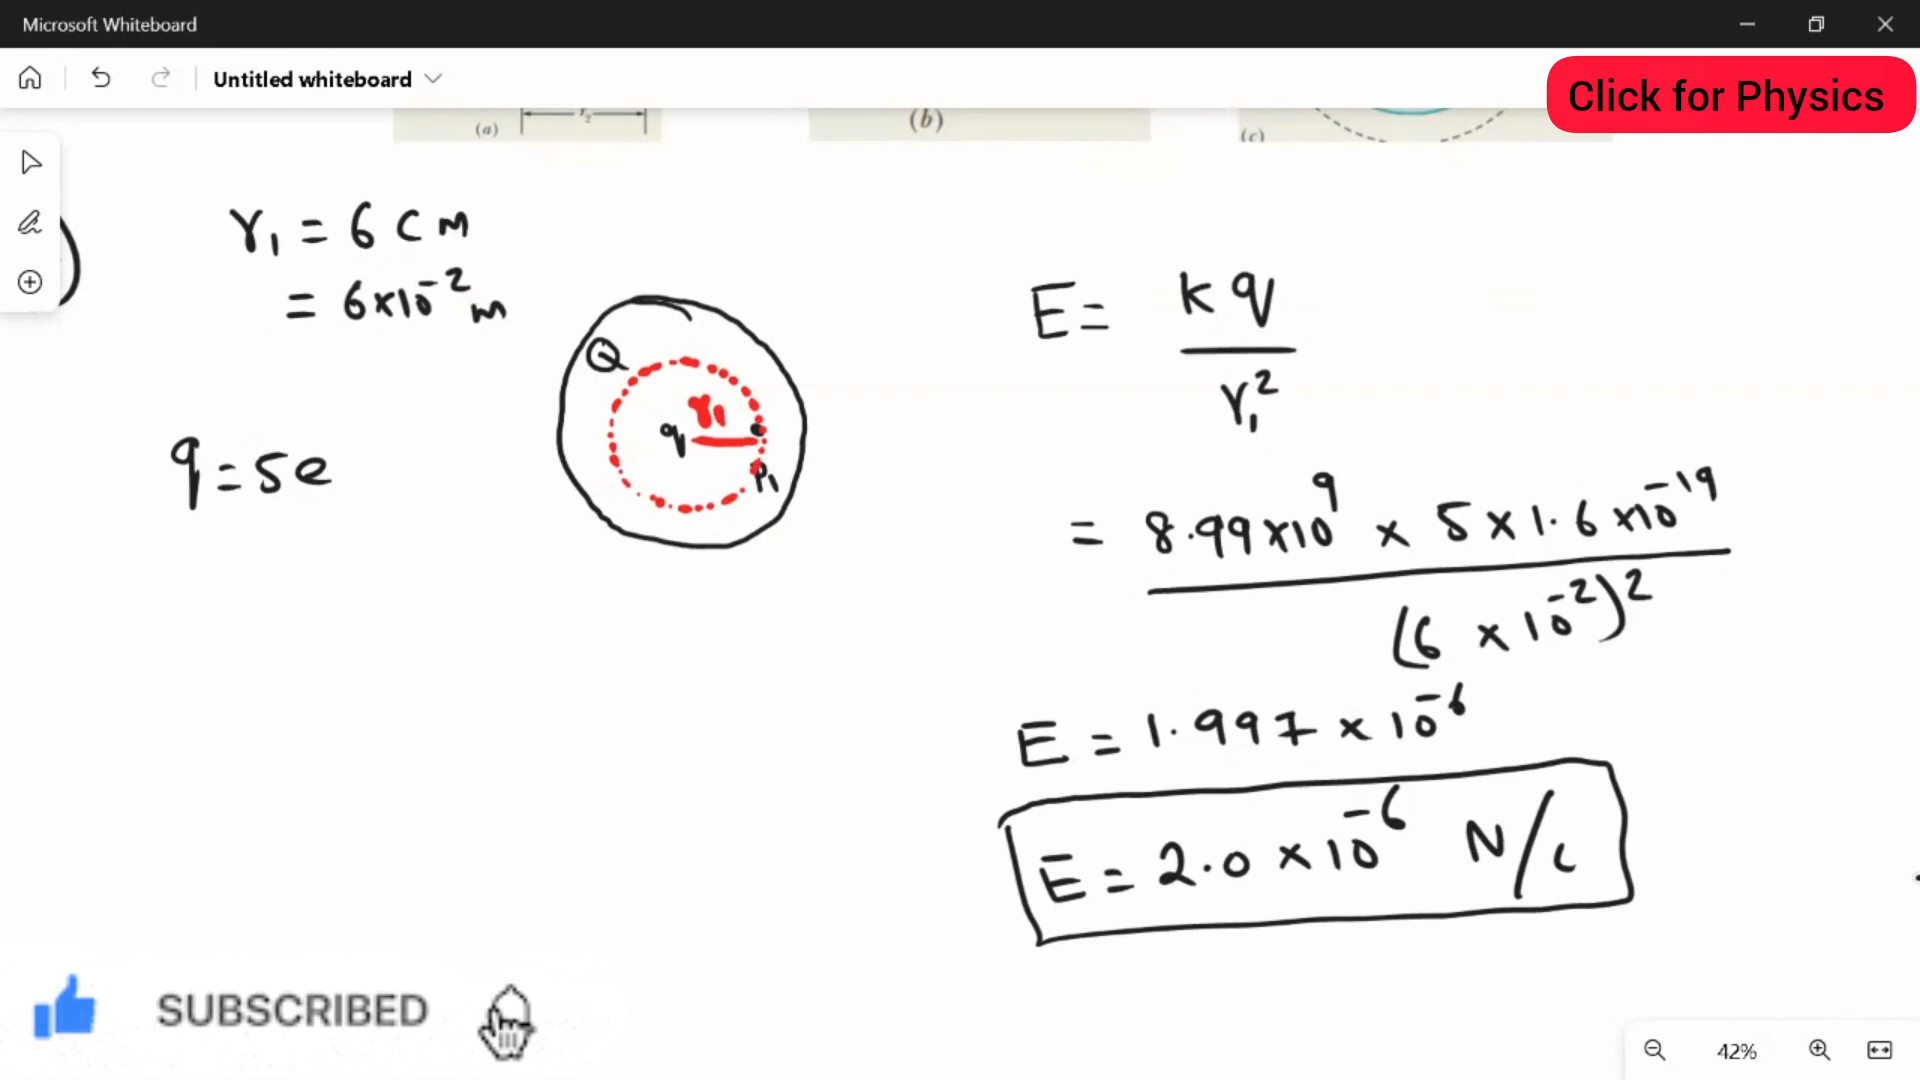 Microsoft Whiteboard
Untitled whiteboard
Click for Physics
(a)
r₂
(b)
(c)
r₁ = 6 cm
= 6×10⁻² m
q = 5e
Q
r₁
q
P₁
E = kq / r₁²
= 8.99×10⁹ × 5×1.6×10⁻¹⁹ / (6 × 10⁻²)²
E = 1.997 × 10⁻⁶
E = 2.0 × 10⁻⁶ N/C
SUBSCRIBED
42%